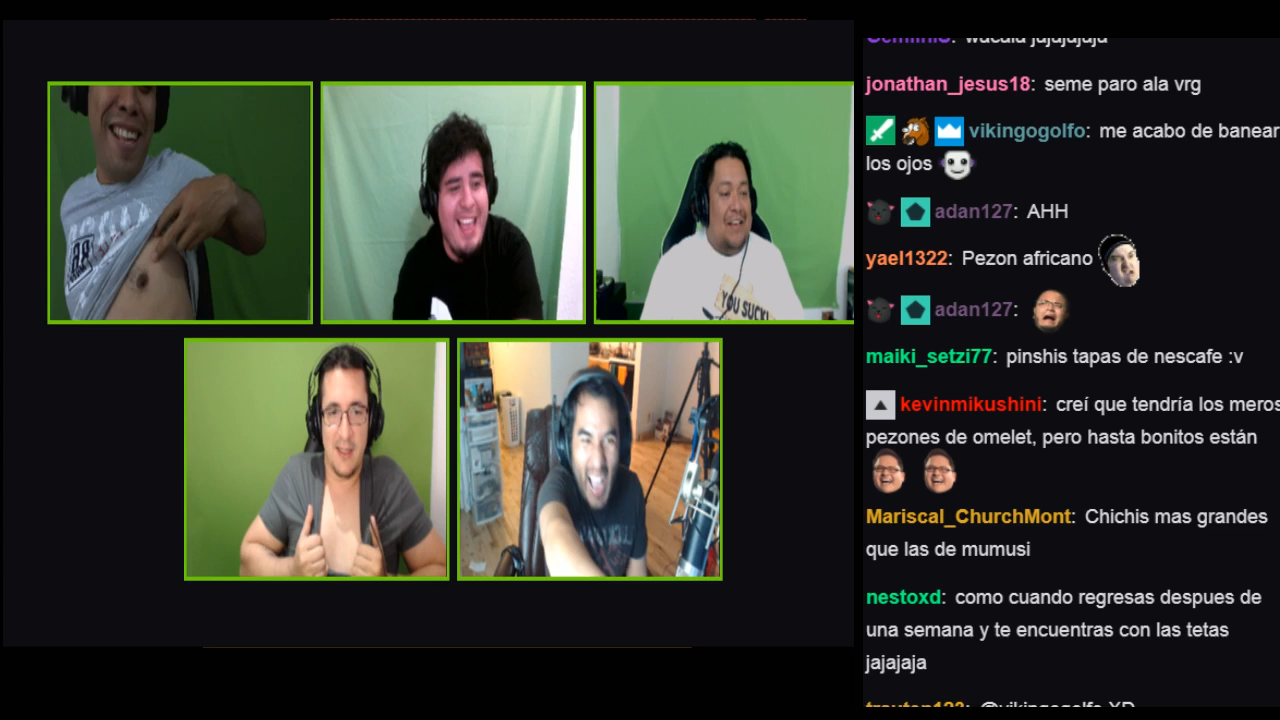 YOU SUCK!
wacala jajajajaja
jonathan_jesus18: seme paro ala vrg
vikingogolfo: me acabo de banear
los ojos
adan127: AHH
yael1322: Pezon africano
adan127:
maiki_setzi77: pinshis tapas de nescafe :v
kevinmikushini: creí que tendría los meros
pezones de omelet, pero hasta bonitos están
Mariscal_ChurchMont: Chichis mas grandes
que las de mumusi
nestoxd: como cuando regresas despues de
una semana y te encuentras con las tetas
jajajaja
@vikingogolfo XD